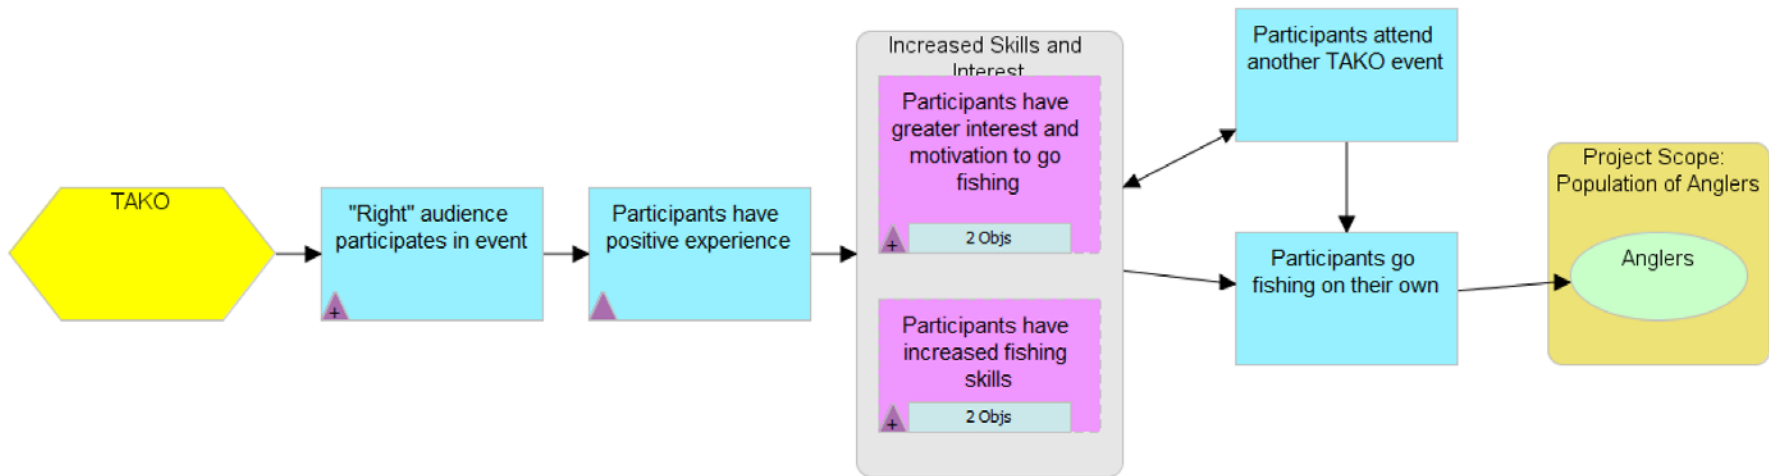 TAKO
"Right" audience
participates in event
+
Participants have
positive experience
Increased Skills and
Interest
Participants have
greater interest and
motivation to go
fishing
+
2 Objs
Participants have
increased fishing
skills
+
2 Objs
Participants attend
another TAKO event
Participants go
fishing on their own
Project Scope:
Population of Anglers
Anglers